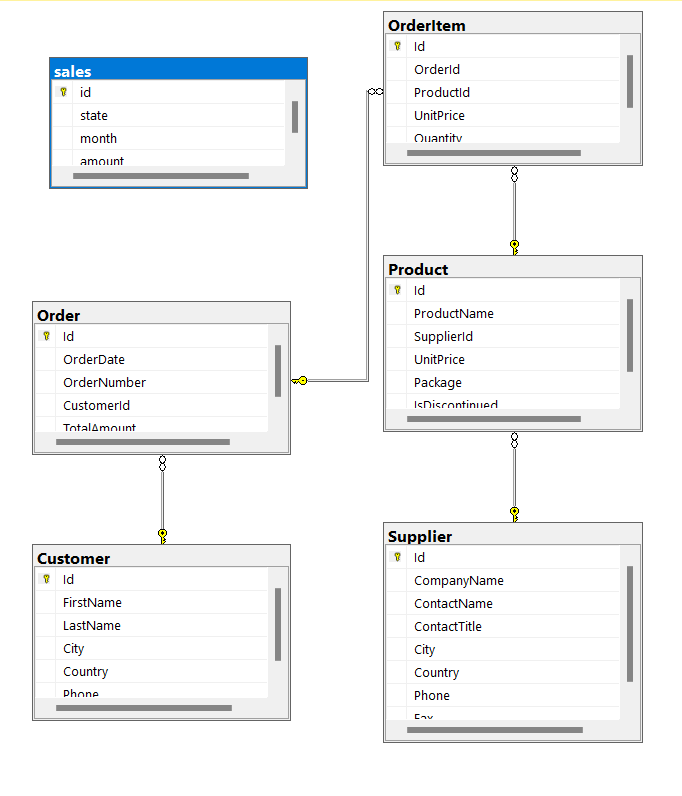 sales
id
state
month
amount
OrderItem
Id
OrderId
ProductId
UnitPrice
Quantity
Product
Id
ProductName
SupplierId
UnitPrice
Package
IsDiscontinued
Order
Id
OrderDate
OrderNumber
CustomerId
TotalAmount
Customer
Id
FirstName
LastName
City
Country
Phone
Supplier
Id
CompanyName
ContactName
ContactTitle
City
Country
Phone
Fax